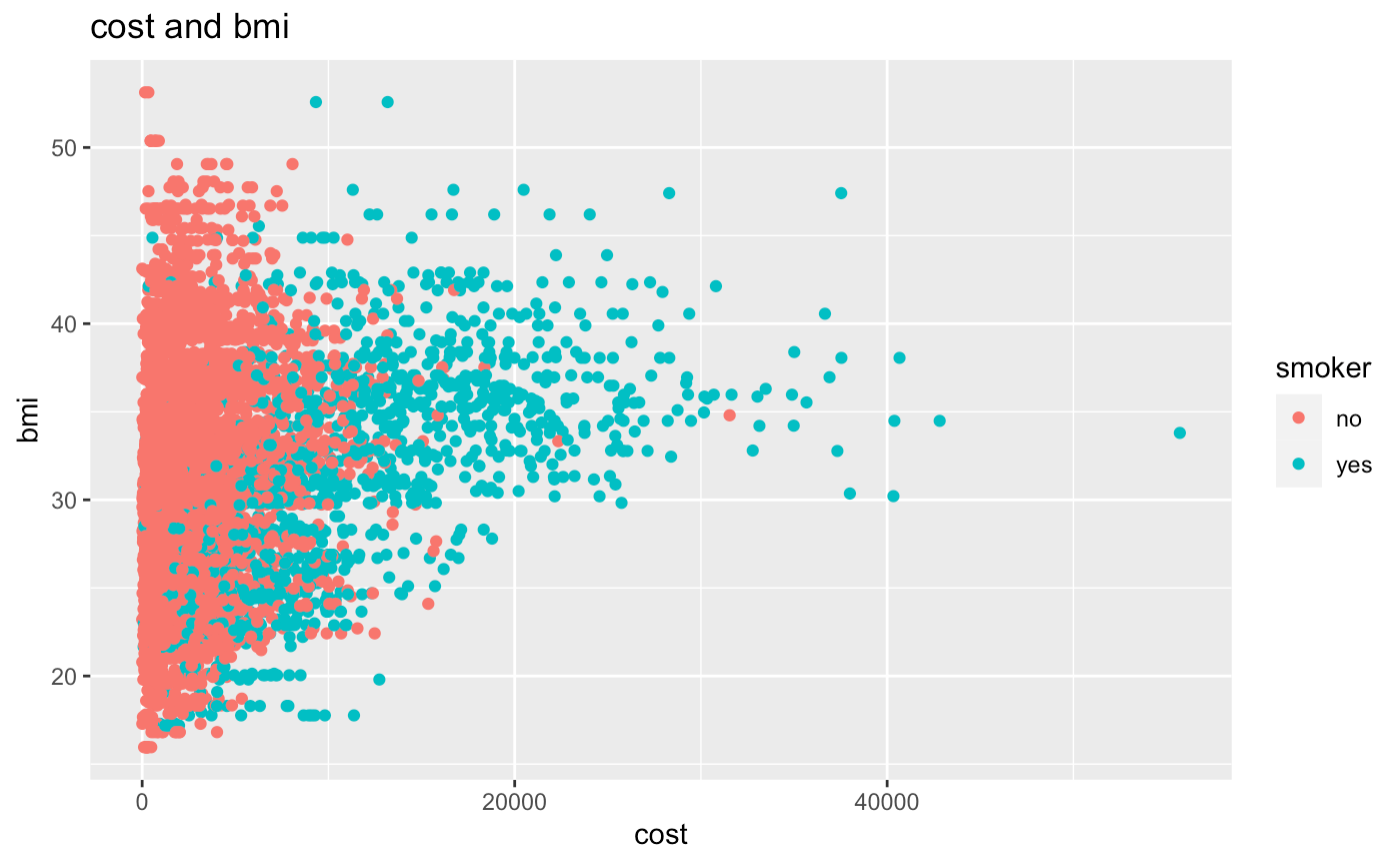 cost and bmi
50
40
30
20
bmi
0
20000
40000
cost
smoker
no
yes